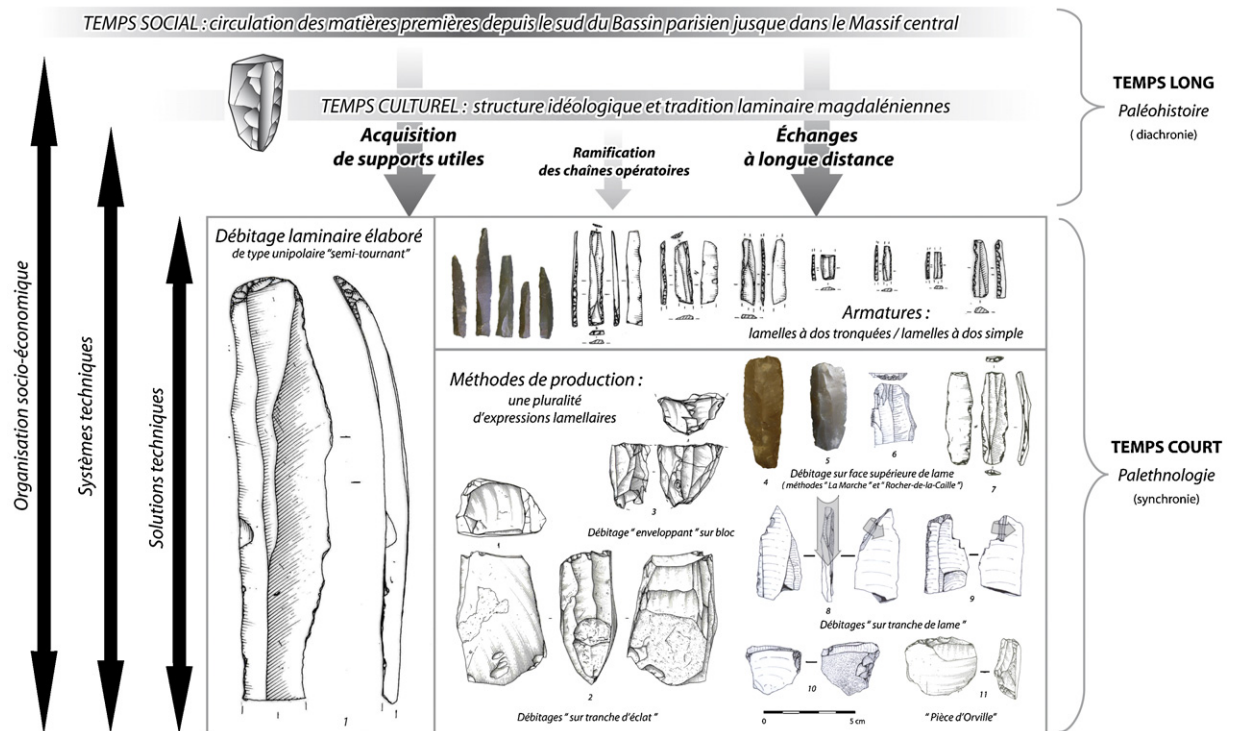 TEMPS SOCIAL : circulation des matières premières depuis le sud du Bassin parisien jusque dans le Massif central
TEMPS CULTUREL : structure idéologique et tradition laminaire magdaléniennes
TEMPS LONG
Paléohistoire
( diachronie)
Acquisition
de supports utiles
Ramification
des chaînes opératoires
Échanges
à longue distance
Organisation socio-économique
Systèmes techniques
Solutions techniques
Débitage laminaire élaboré
de type unipolaire "semi-tournant"
1
Armatures :
lamelles à dos tronquées / lamelles à dos simple
Méthodes de production :
une pluralité
d'expressions lamellaires
1
2
Débitages " sur tranche d'éclat "
3
Débitage " enveloppant " sur bloc
4
5
6
7
Débitage sur face supérieure de lame
( méthodes " La Marche " et " Rocher-de-la-Caille ")
8
9
Débitages " sur tranche de lame "
10
11
0 5 cm
" Pièce d'Orville"
TEMPS COURT
Palethnologie
(synchronie)